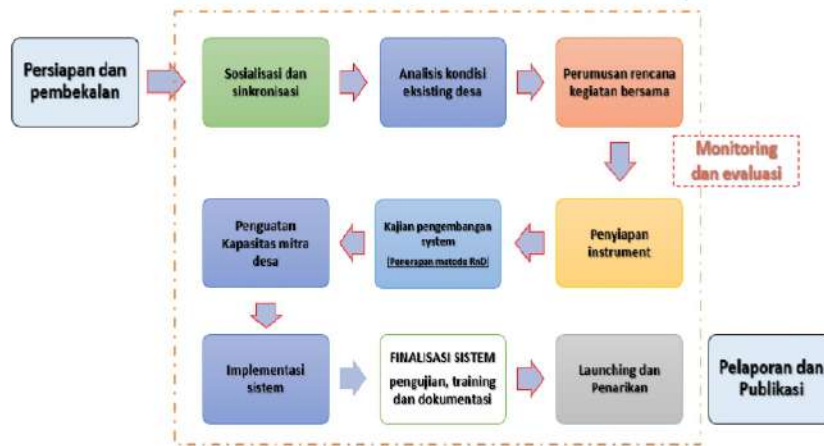 Persiapan dan
pembekalan
Sosialisasi dan
sinkronisasi
Analisis kondisi
eksisting desa
Perumusan rencana
kegiatan bersama
Monitoring
dan evaluasi
Penguatan
Kapasitas mitra
desa
Kajian pengembangan
system
(Penerapan metode RnD)
Penyiapan
instrument
Implementasi
sistem
FINALISASI SISTEM
pengujian, training
dan dokumentasi
Launching dan
Penarikan
Pelaporan dan
Publikasi